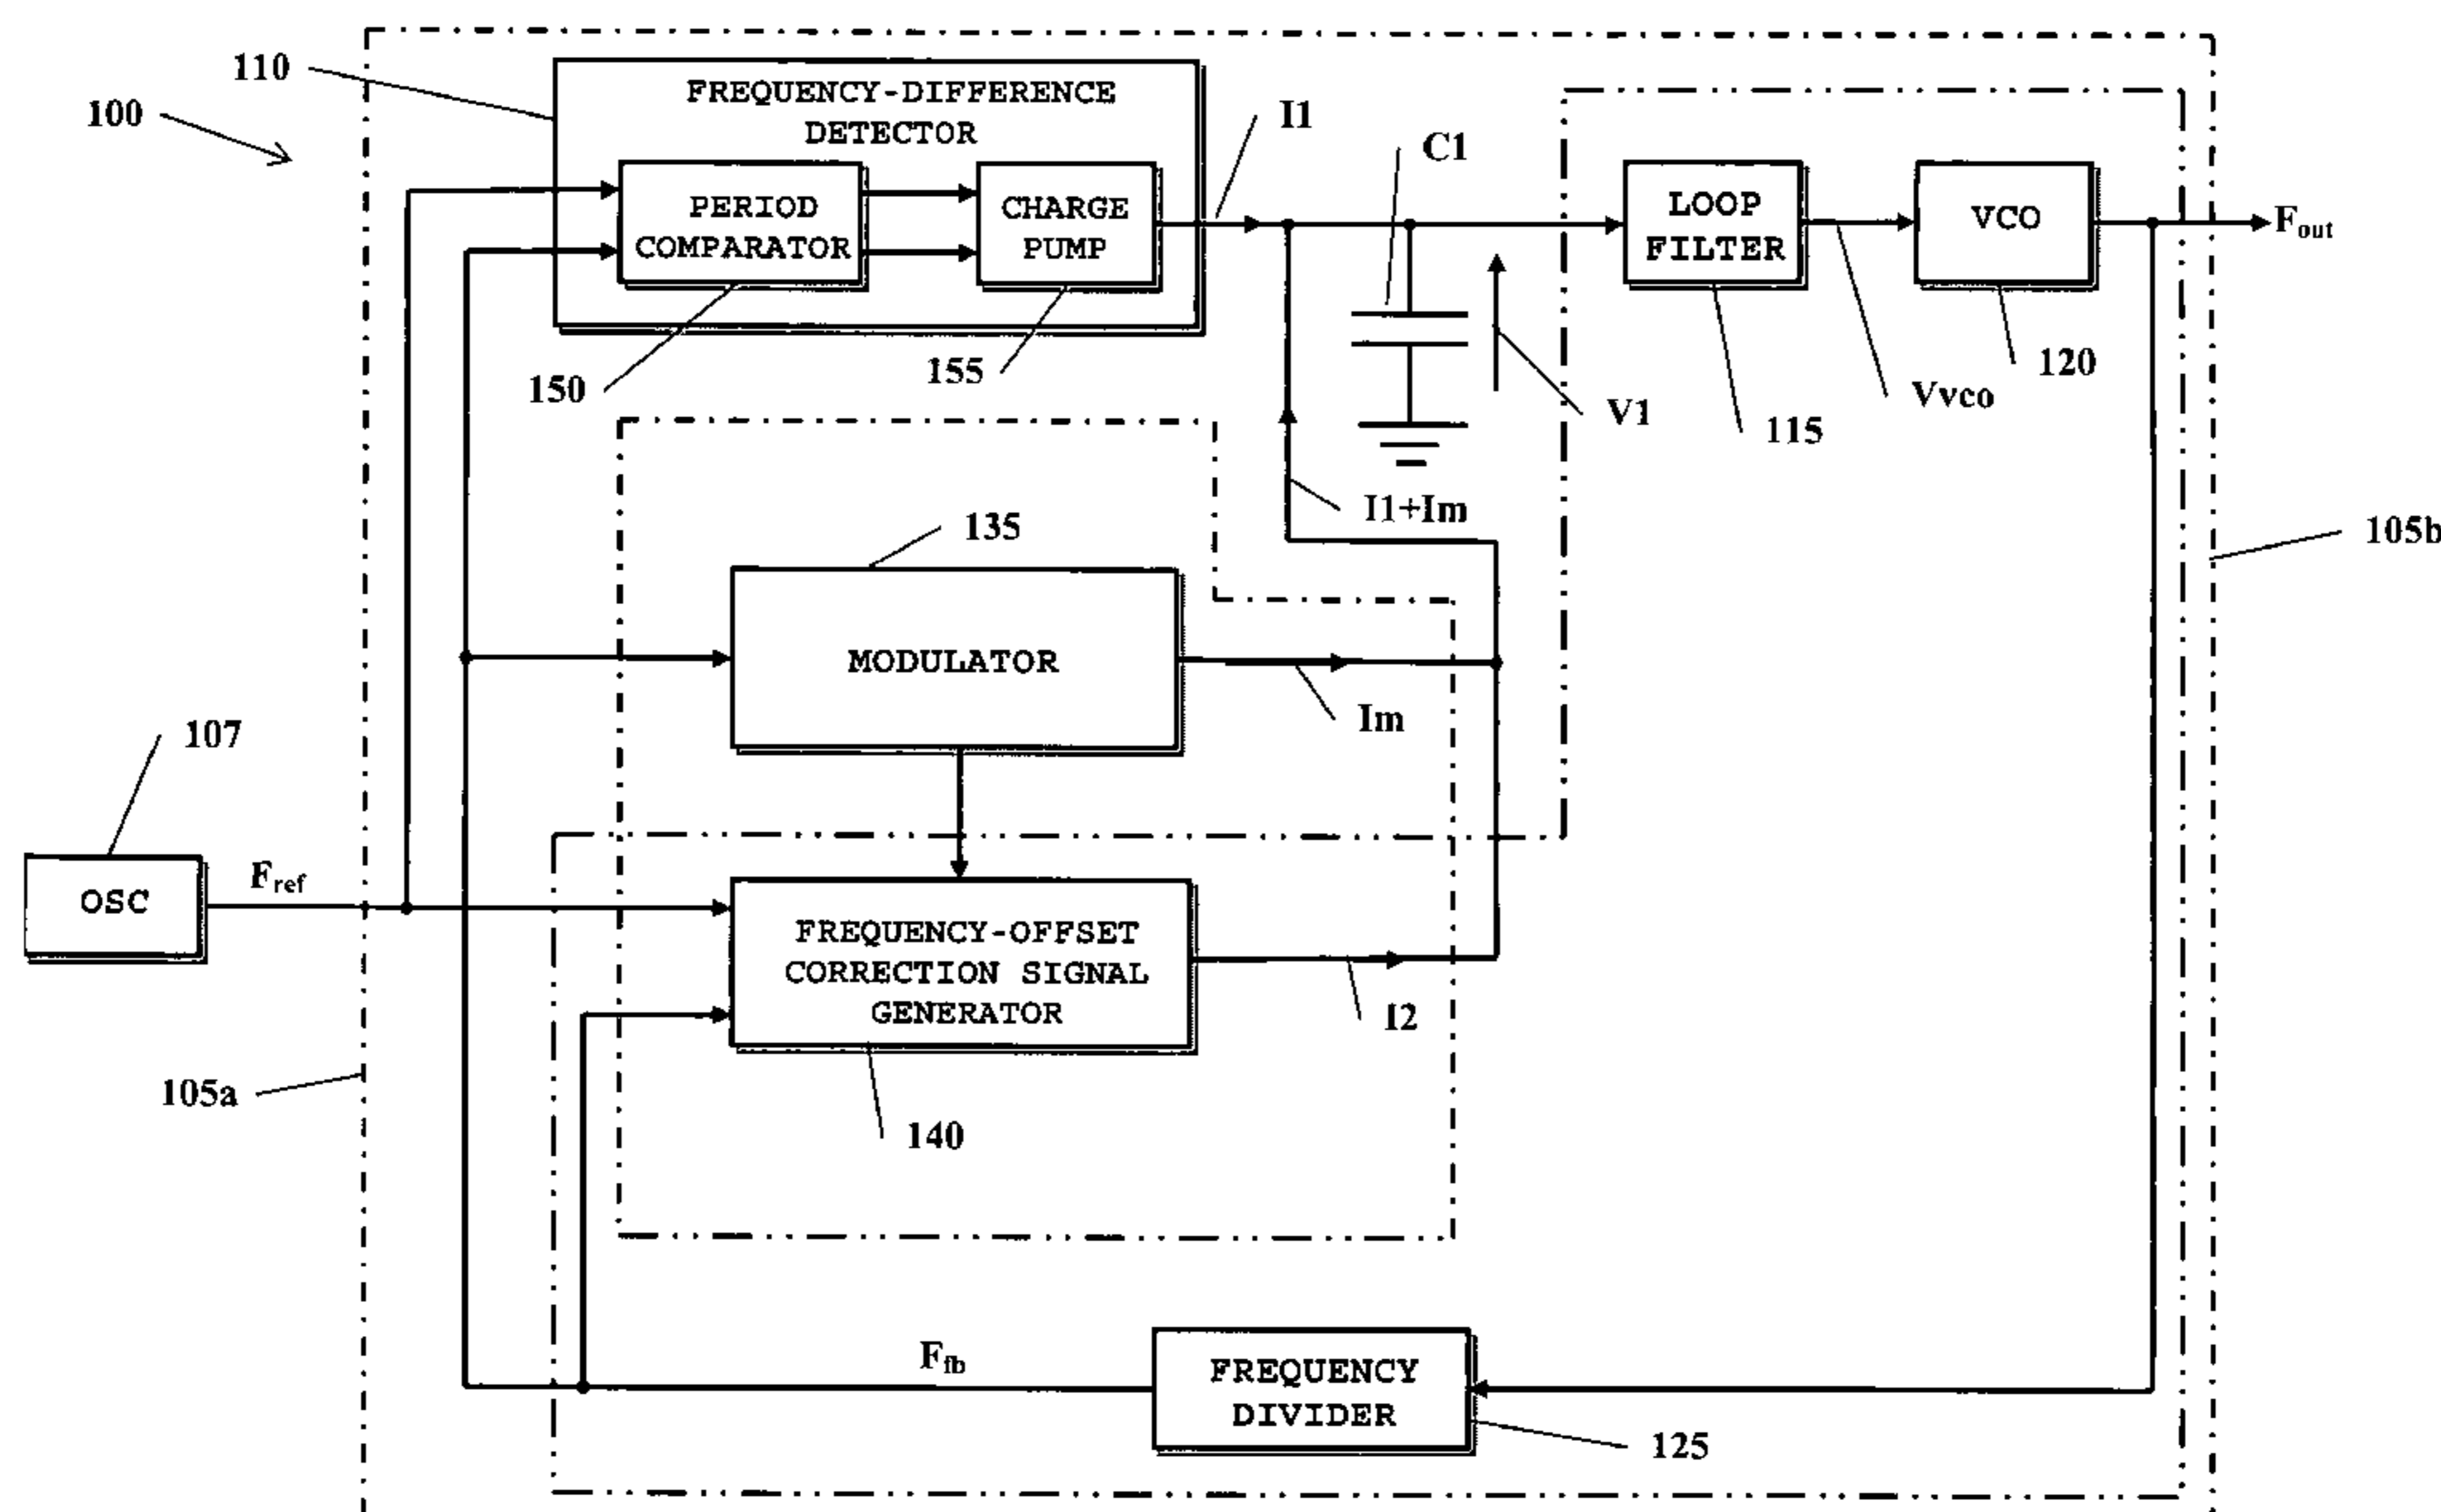 110
FREQUENCY-DIFFERENCE
DETECTOR
100
I1
C1
PERIOD
COMPARATOR
CHARGE
PUMP
LOOP
FILTER
VCO
Fout
150
155
V1
Vvco
120
115
I1+Im
135
105b
MODULATOR
Im
107
OSC
Fref
FREQUENCY-OFFSET
CORRECTION SIGNAL
GENERATOR
I2
105a
140
Ffb
FREQUENCY
DIVIDER
125